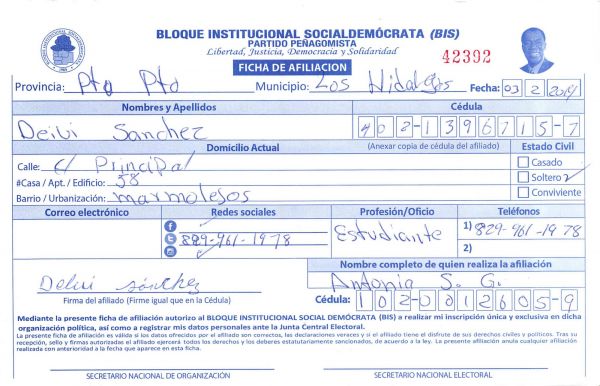 BLOQUE INSTITUCIONAL SOCIALDEMÓCRATA (BIS)
PARTIDO PEÑAGOMISTA
Libertad, Justicia, Democracia y Solidaridad
FICHA DE AFILIACION
42392
Provincia: Pto Pto Municipio: Los Hidalgos Fecha: 03 2 2014
Nombres y Apellidos Cédula
Deivi Sanchez 402-1396715-7
Domicilio Actual (Anexar copia de cédula del afiliado) Estado Civil
Calle: c/ Principal Casado
#Casa / Apt. / Edificio: 58 Soltero
Barrio / Urbanización: marmolejos Conviviente
Correo electrónico Redes sociales Profesión/Oficio Teléfonos
829-961-1978 Estudiante 1) 829-961-1978
2)
Nombre completo de quien realiza la afiliación
Deivi sánchez Antonia S. G.
Firma del afiliado (Firme igual que en la Cédula) Cédula: 102-0012605-9
Mediante la presente ficha de afiliación autorizo al BLOQUE INSTITUCIONAL SOCIAL DEMÓCRATA (BIS) a realizar mi inscripción única y exclusiva en dicha
organización política, así como a registrar mis datos personales ante la Junta Central Electoral.
La presente ficha de afiliación es válida si los datos ofrecidos por el afiliado son correctos, las declaraciones veraces y si el afiliado tiene el disfrute de sus derechos civiles y políticos. Tras su
recepción, sello y firmas autorizadas el afiliado ejercerá todos los derechos y los deberes estatutariamente sancionados, de acuerdo a la ley. La presente afiliación anula cualquier afiliación
realizada con anterioridad a la fecha que aparece en esta ficha.
SECRETARIO NACIONAL DE ORGANIZACIÓN SECRETARIO NACIONAL ELECTORAL